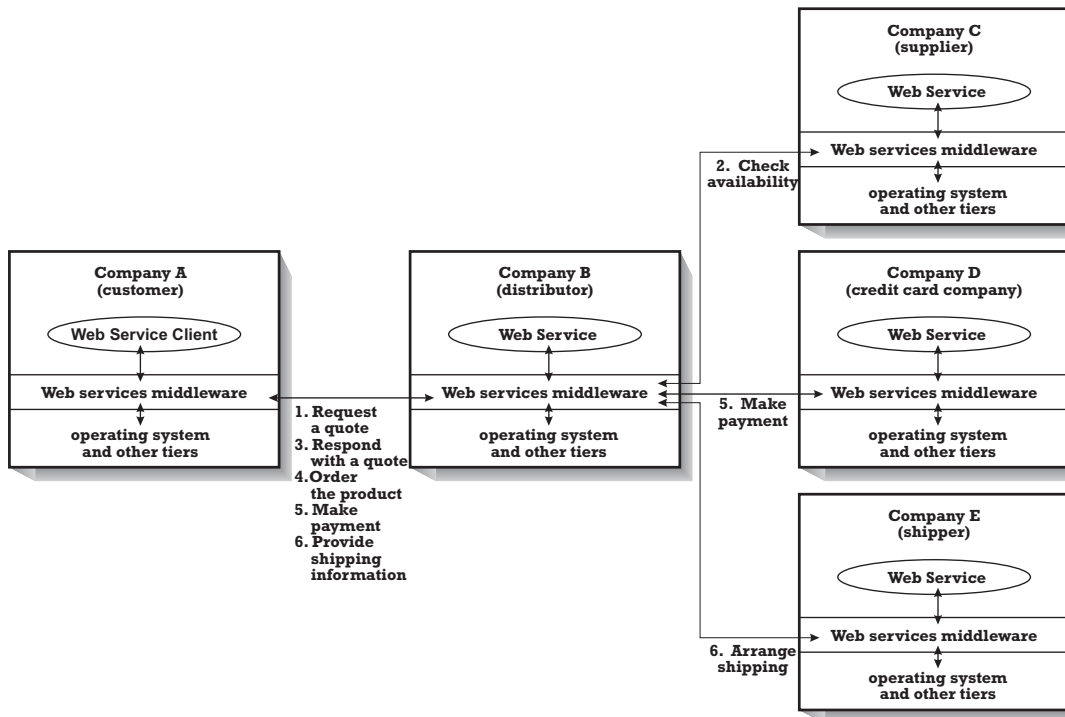 Company C
(supplier)
Web Service
Web services middleware
operating system
and other tiers
2. Check
availability
Company A
(customer)
Web Service Client
Web services middleware
operating system
and other tiers
1. Request
a quote
3. Respond
with a quote
4.Order
the product
5. Make
payment
6. Provide
shipping
information
Company B
(distributor)
Web Service
Web services middleware
operating system
and other tiers
5. Make
payment
Company D
(credit card company)
Web Service
Web services middleware
operating system
and other tiers
6. Arrange
shipping
Company E
(shipper)
Web Service
Web services middleware
operating system
and other tiers